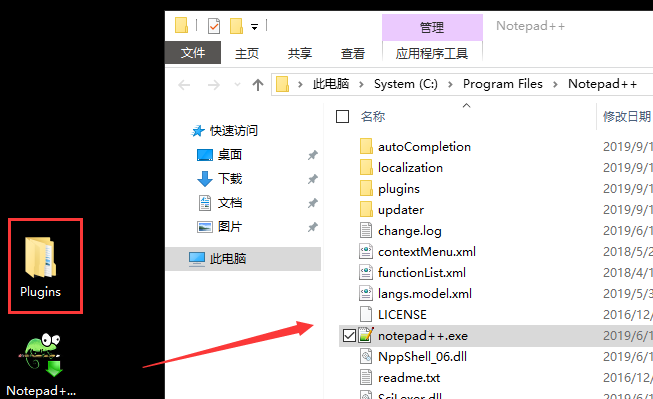 管理
Notepad++
文件
主页
共享
查看
应用程序工具
此电脑
System (C:)
Program Files
Notepad++
名称
修改日期
快速访问
桌面
下载
文档
图片
此电脑
autoCompletion 2019/9/1
localization 2019/9/1
plugins 2019/9/1
updater 2019/9/1
change.log 2019/6/1
contextMenu.xml 2018/5/2
functionList.xml 2018/4/1
langs.model.xml 2019/5/3
LICENSE 2016/12/
notepad++.exe 2019/6/1
NppShell_06.dll 2019/6/1
readme.txt 2016/12/
SciLexer.dll 2019/6/1
Plugins
Notepad+...